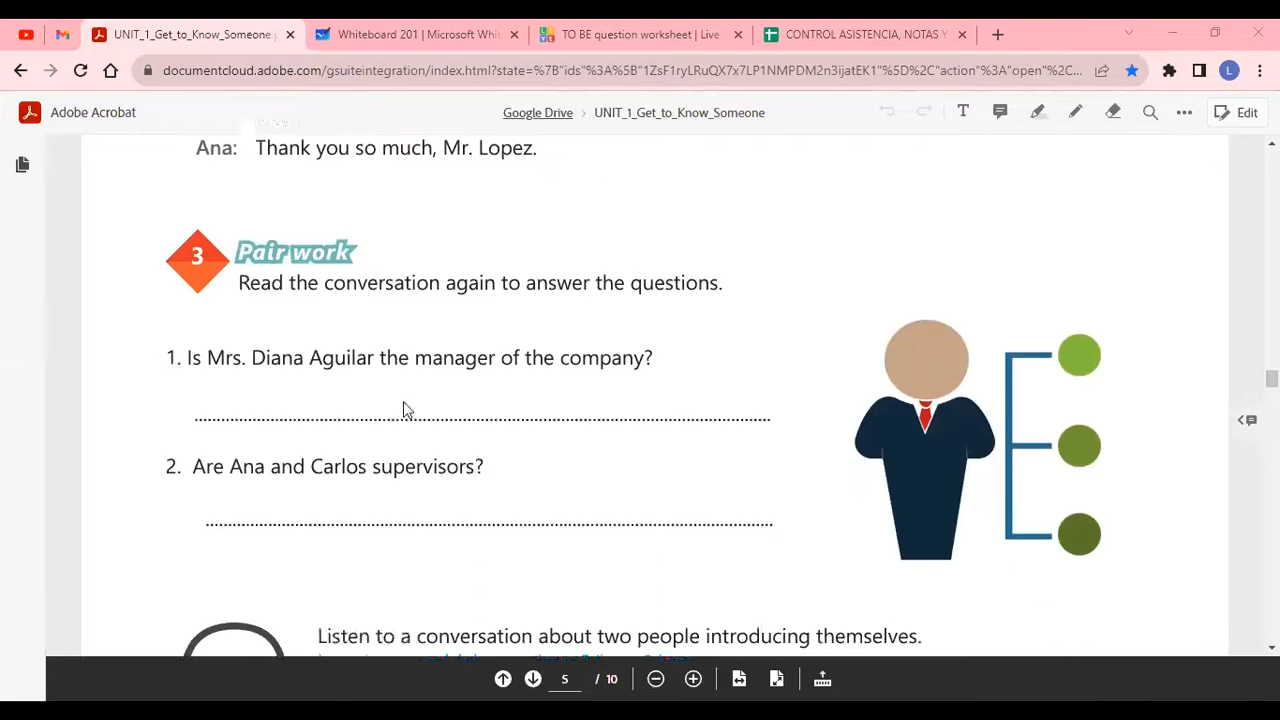 UNIT_1_Get_to_Know_Someone.
Whiteboard 201 | Microsoft Whit
TO BE question worksheet | Live
CONTROL ASISTENCIA, NOTAS Y
documentcloud.adobe.com/gsuiteintegration/index.html?state=%7B"ids"%3A%5B"1ZsF1ryLRuQX7x7LP1NMPDM2n3ijatEK1"%5D%2C"action"%3A"open"%2C...
L
Adobe Acrobat
Google Drive > UNIT_1_Get_to_Know_Someone
Edit
Ana: Thank you so much, Mr. Lopez.
3 Pair work
Read the conversation again to answer the questions.
1. Is Mrs. Diana Aguilar the manager of the company?
2. Are Ana and Carlos supervisors?
Listen to a conversation about two people introducing themselves.
5 / 10